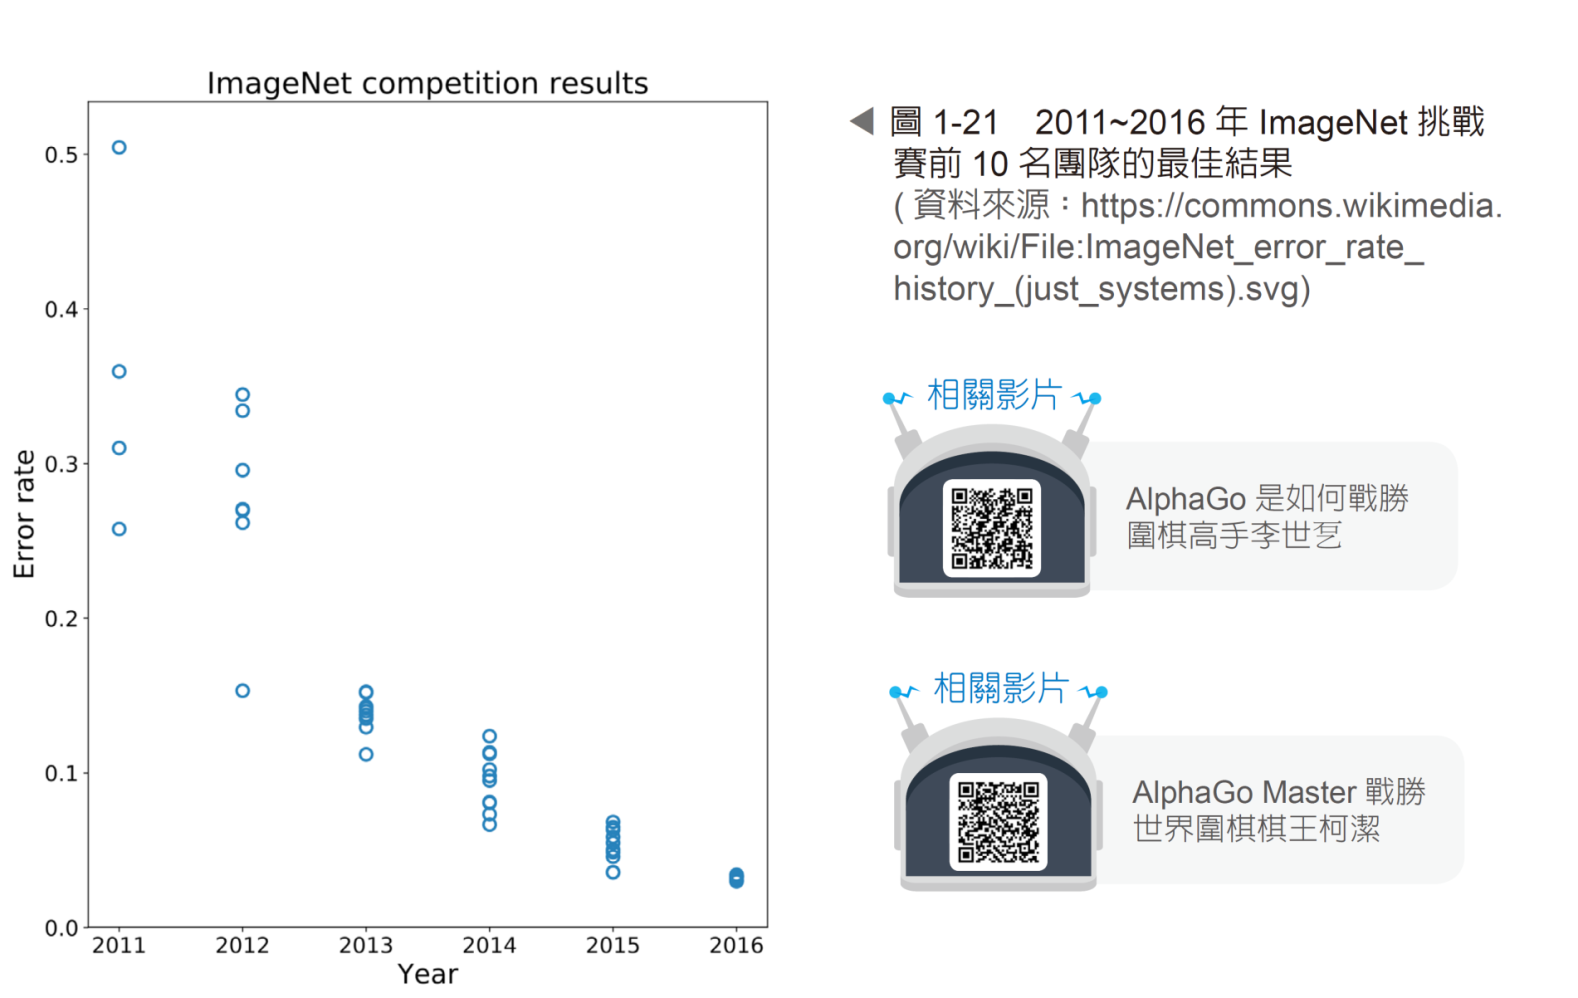 ImageNet competition results
0.5
0.4
0.3
0.2
0.1
0.0
Error rate
2011 2012 2013 2014 2015 2016
Year
圖 1-21 2011~2016 年 ImageNet 挑戰
賽前 10 名團隊的最佳結果
( 資料來源：https://commons.wikimedia.
org/wiki/File:ImageNet_error_rate_
history_(just_systems).svg)
相關影片
AlphaGo 是如何戰勝
圍棋高手李世乭
相關影片
AlphaGo Master 戰勝
世界圍棋棋王柯潔